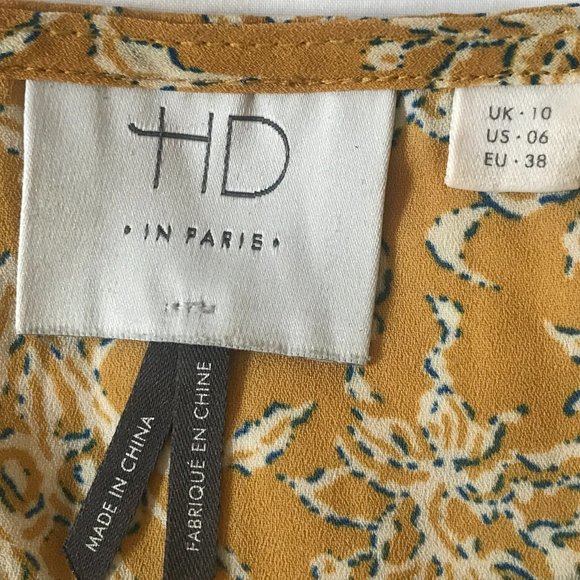 HD
• IN PARIS •
UK · 10
US · 06
EU · 38
MADE IN CHINA
FABRIQUÉ EN CHINE